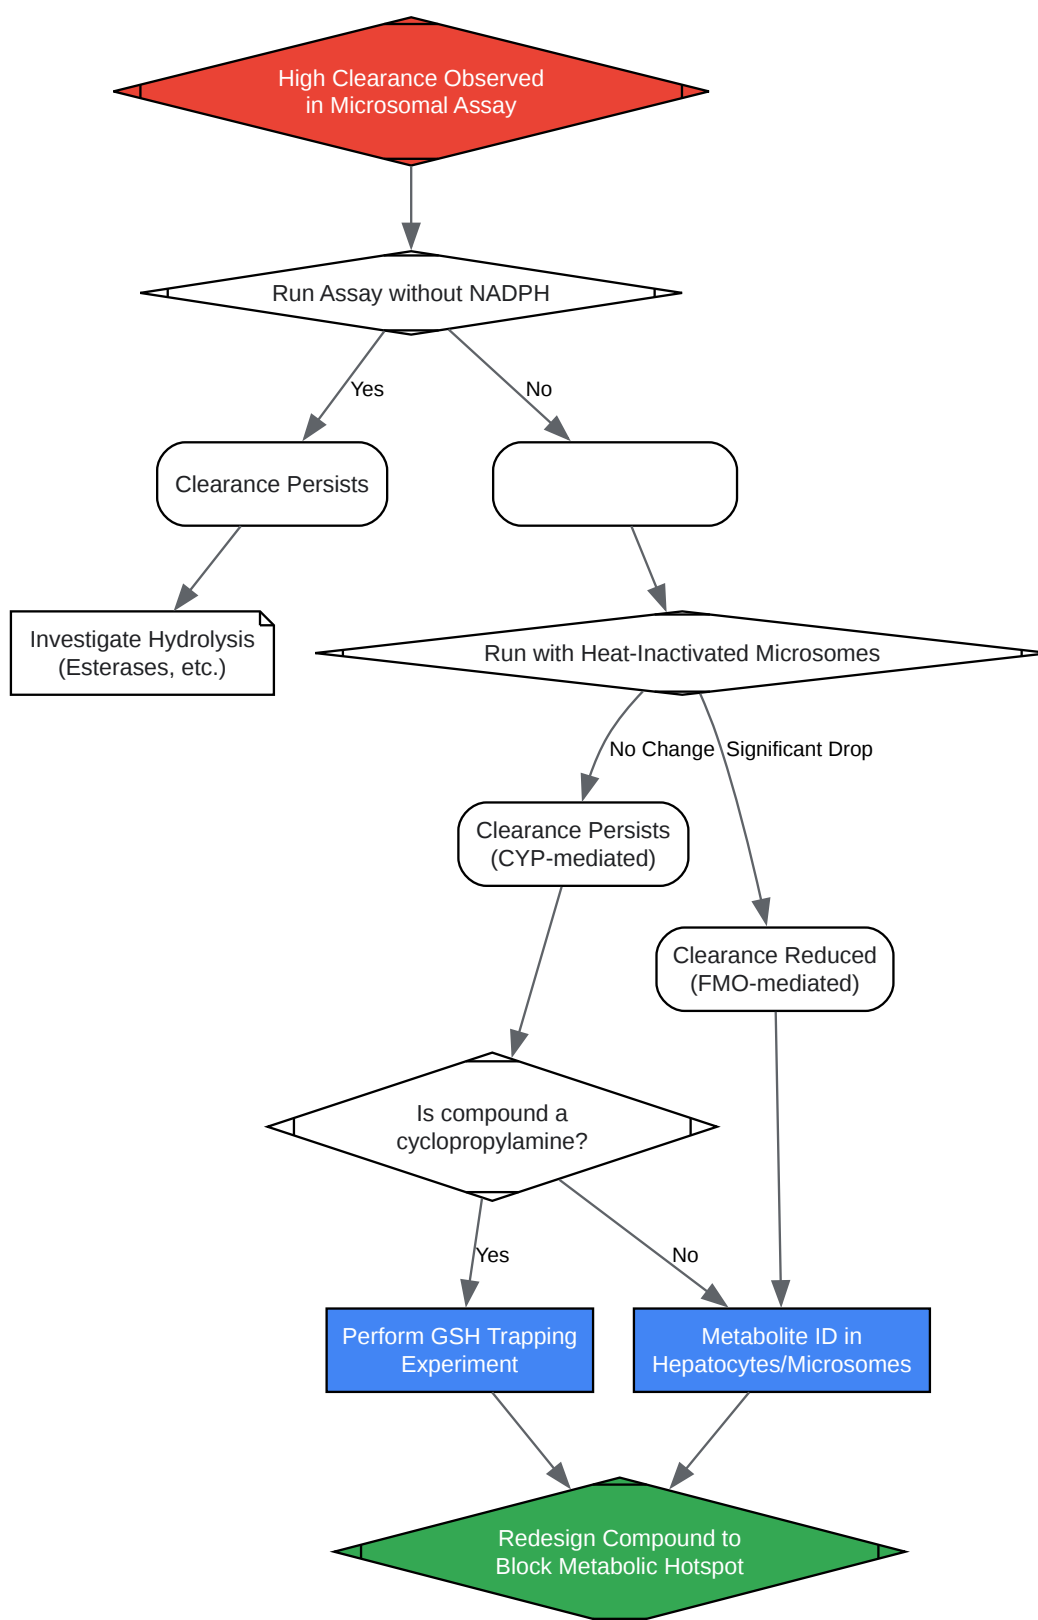 High Clearance Observed
in Microsomal Assay
Run Assay without NADPH
Yes
No
Clearance Persists
Investigate Hydrolysis
(Esterases, etc.)
Run with Heat-Inactivated Microsomes
No Change
Significant Drop
Clearance Persists
(CYP-mediated)
Clearance Reduced
(FMO-mediated)
Is compound a
cyclopropylamine?
Yes
No
Perform GSH Trapping
Experiment
Metabolite ID in
Hepatocytes/Microsomes
Redesign Compound to
Block Metabolic Hotspot